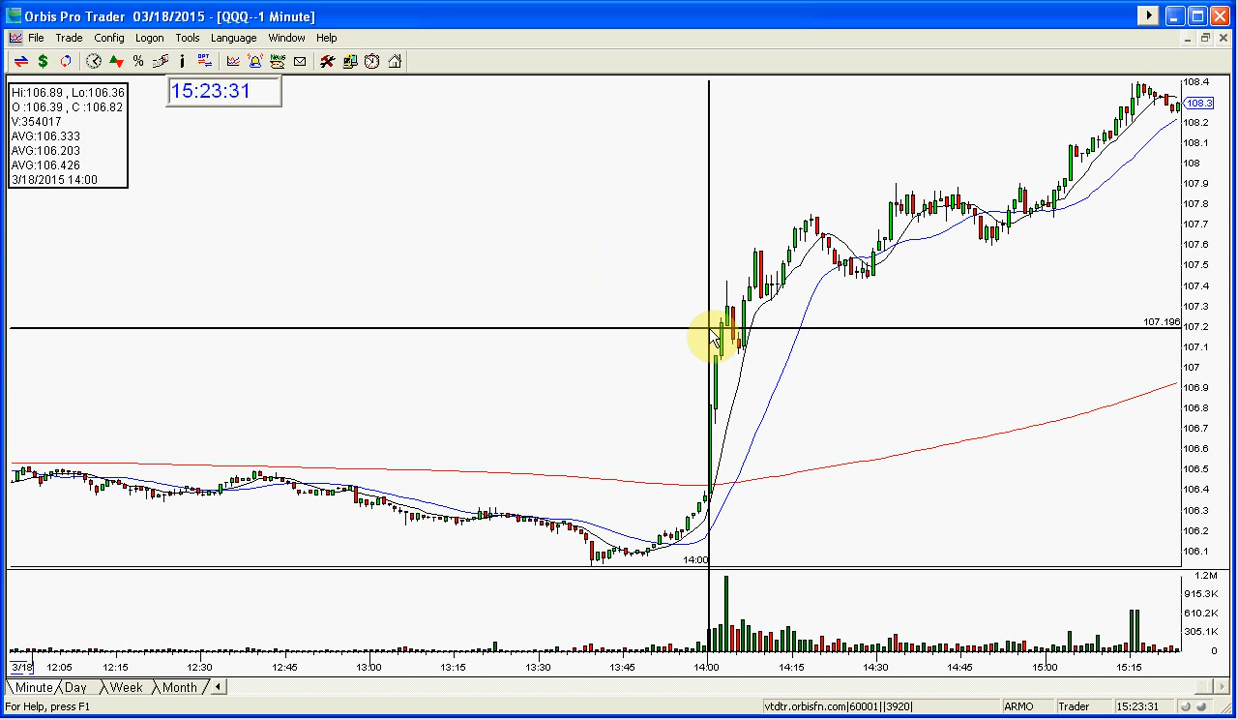 Orbis Pro Trader 03/18/2015 - [QQQ--1 Minute]
File Trade Config Logon Tools Language Window Help
Hi:106.89 , Lo:106.36
O :106.39 , C :106.82
V:354017
AVG:106.333
AVG:106.203
AVG:106.426
3/18/2015 14:00
15:23:31
108.4
108.3
108.2
108.1
108
107.9
107.8
107.7
107.6
107.5
107.4
107.3
107.196
107.2
107.1
107
106.9
106.8
106.7
106.6
106.5
106.4
106.3
106.2
106.1
14:00
1.2M
915.3K
610.2K
305.1K
0
3/18 12:05 12:15 12:30 12:45 13:00 13:15 13:30 13:45 14:00 14:15 14:30 14:45 15:00 15:15
Minute Day Week Month
For Help, press F1
vtdtr.orbisfn.com|60001||3920|
ARMO
Trader
15:23:31